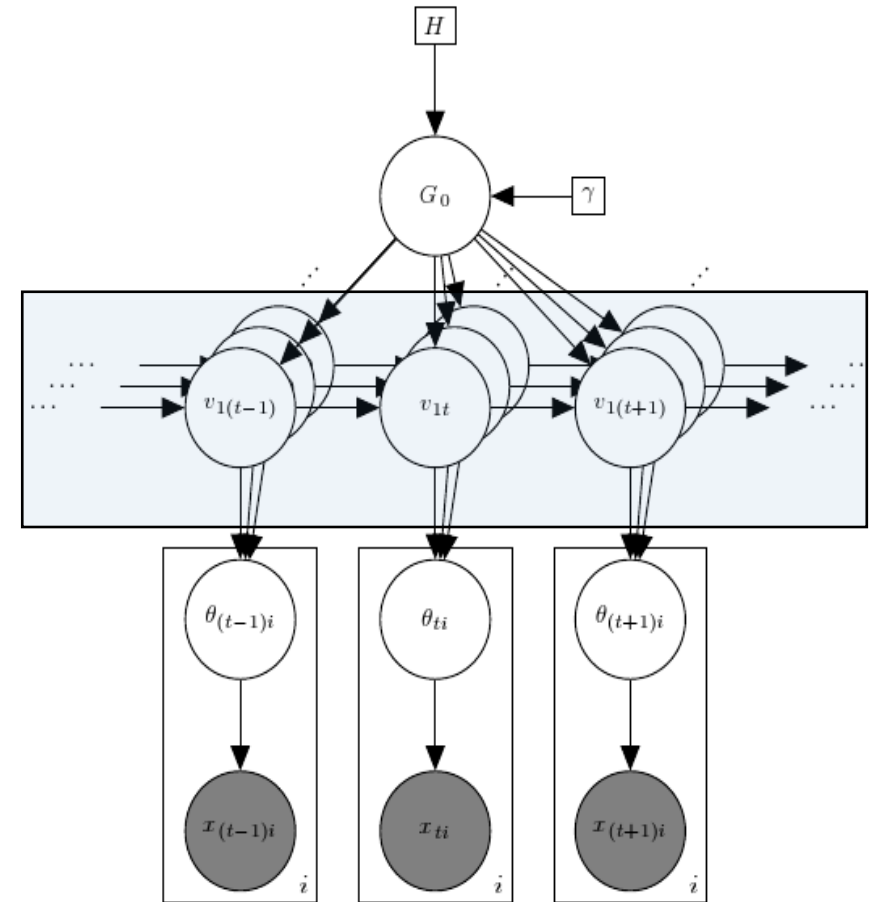 H
G₀ γ
⋰ ⋰ ⋰
⋯ ⋯
⋯ ⋯
⋯ v₁₍ₜ₋₁₎ v₁ₜ v₁₍ₜ₊₁₎ ⋯
θ₍ₜ₋₁₎ᵢ θₜᵢ θ₍ₜ₊₁₎ᵢ
x₍ₜ₋₁₎ᵢ xₜᵢ x₍ₜ₊₁₎ᵢ
i i i